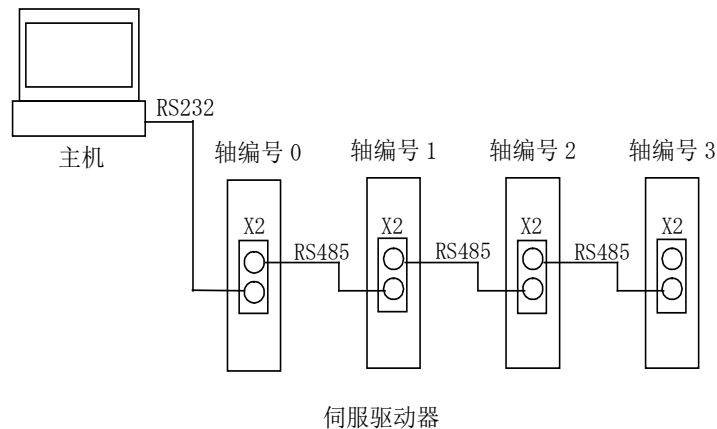 RS232
主机
轴编号 0 轴编号 1 轴编号 2 轴编号 3
X2 X2 X2 X2
RS485 RS485 RS485
伺服驱动器